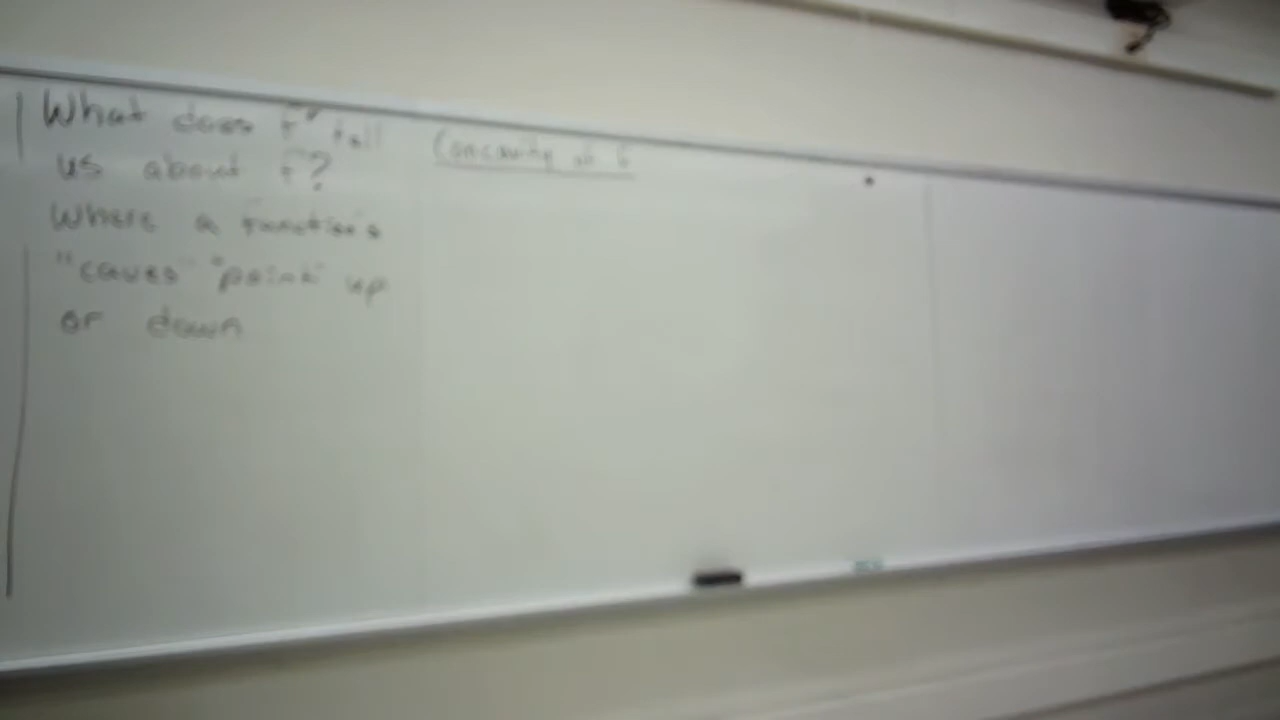 What does f" tell
us about f?
Where a function's
"caves" "point" up
or down
Concavity of f